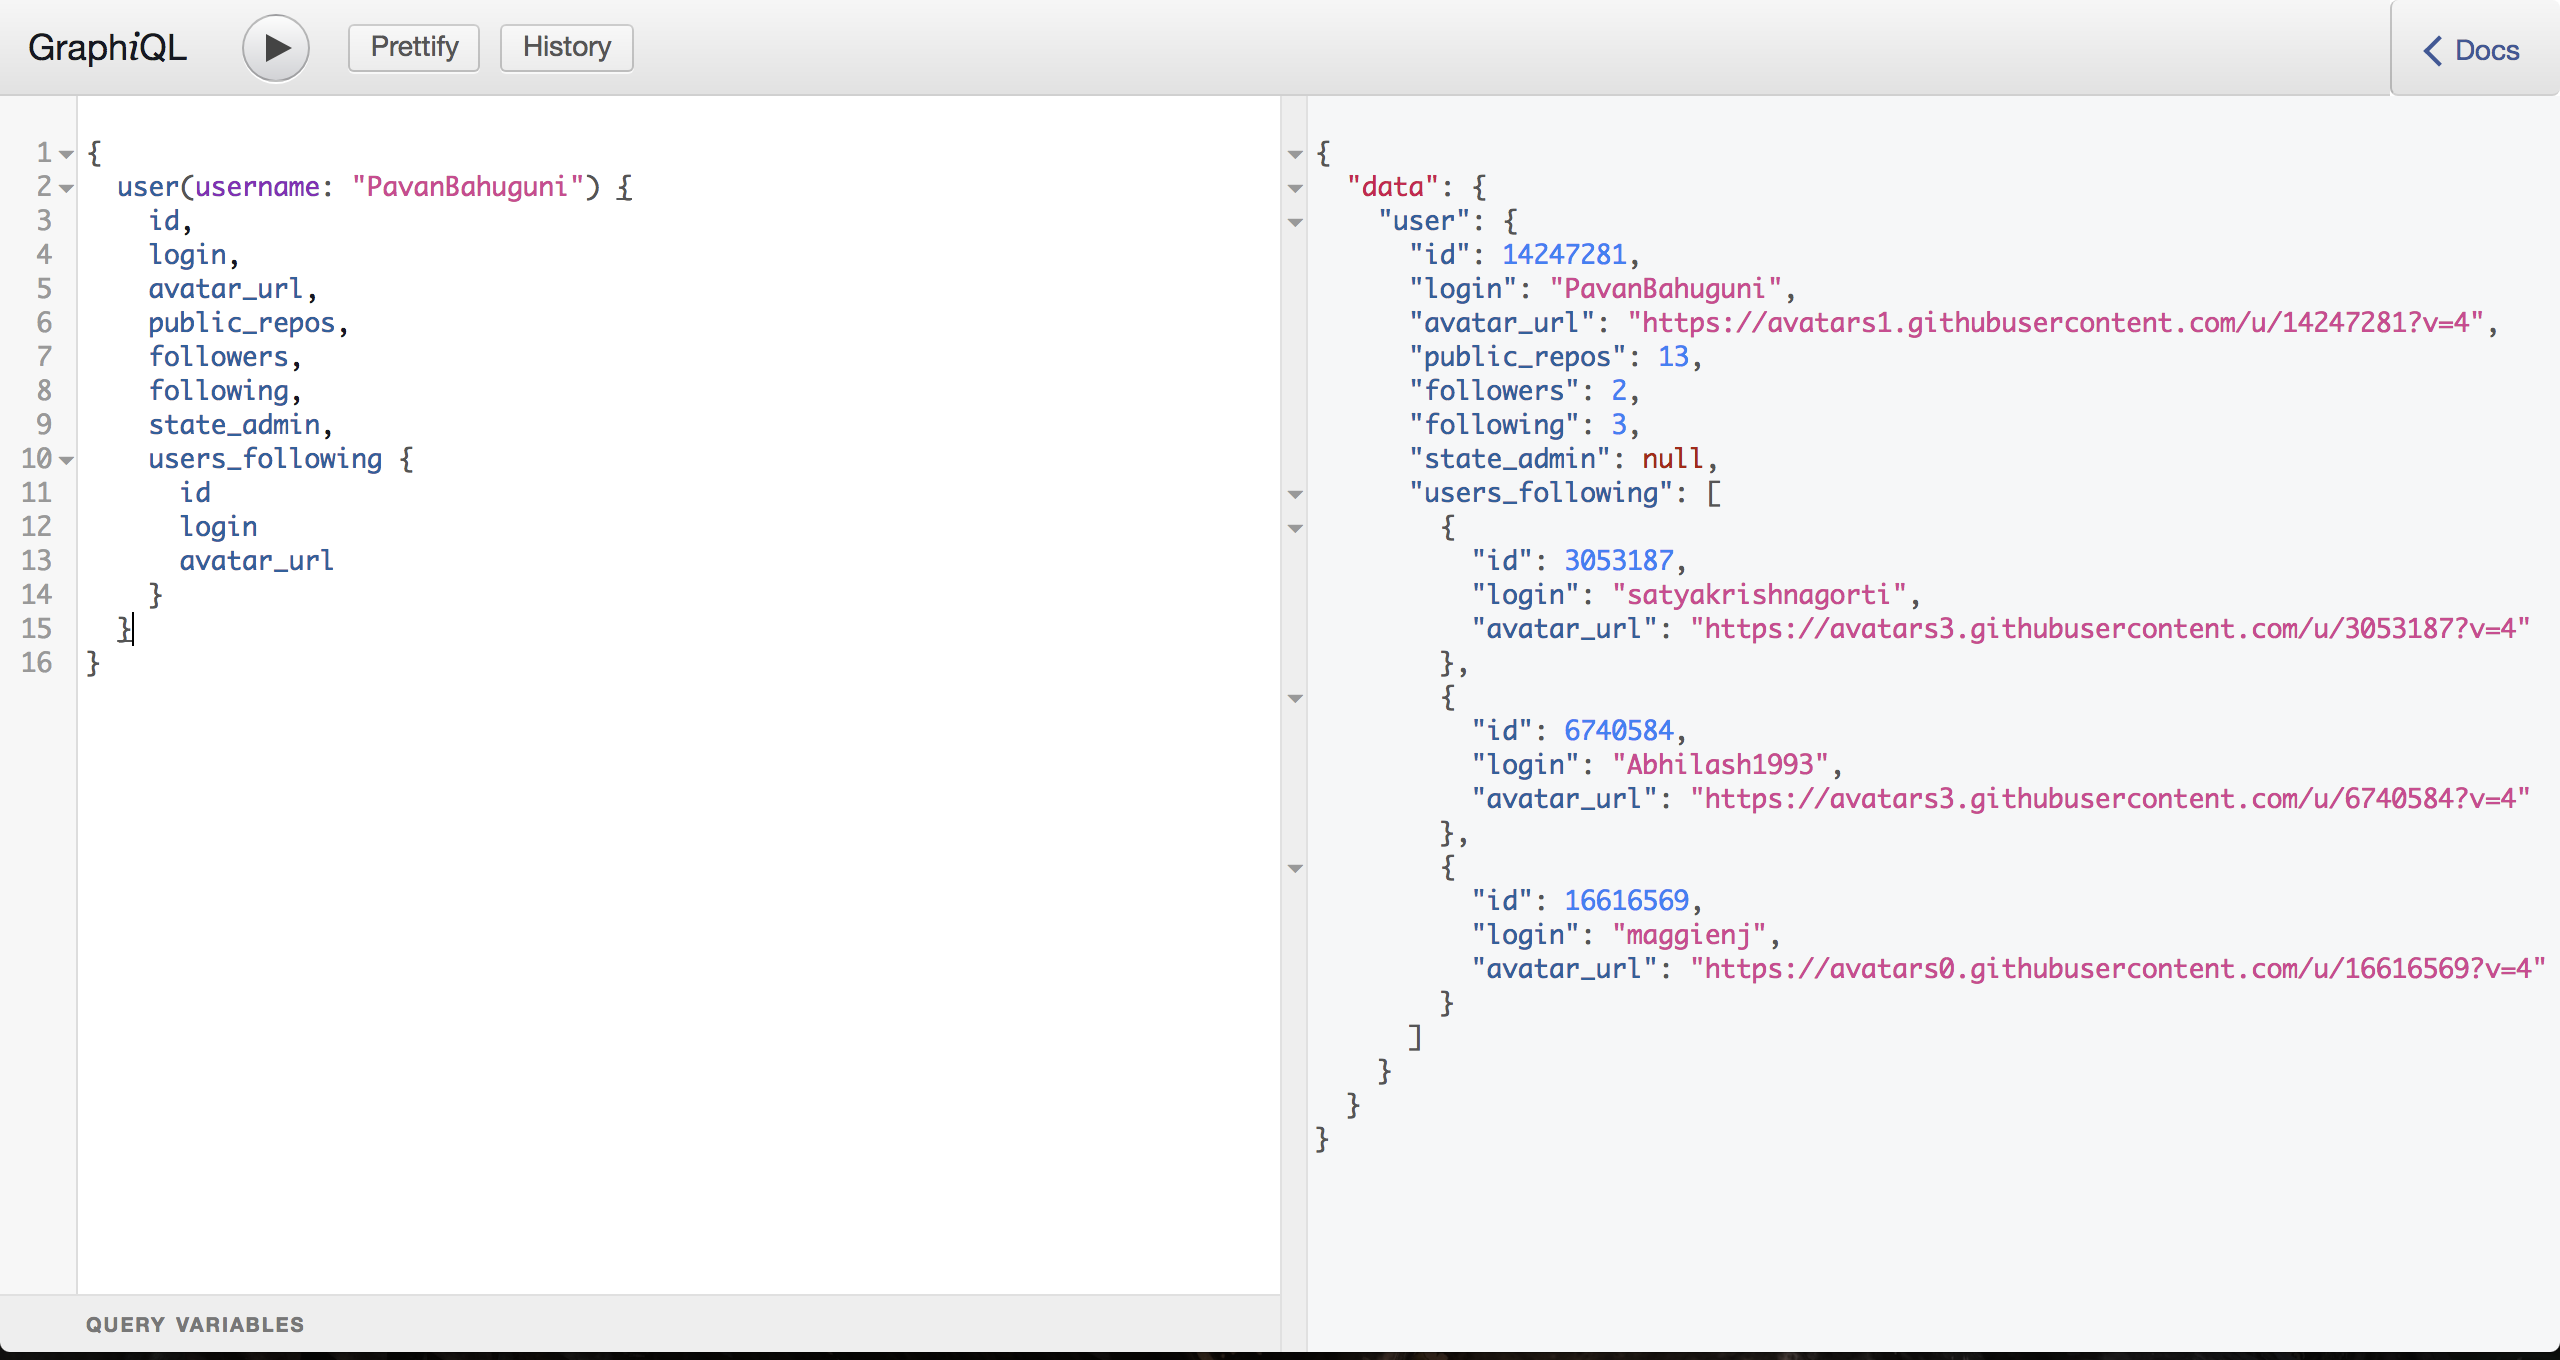 GraphiQL
Prettify
History
Docs
1 {
2   user(username: "PavanBahuguni") {
3     id,
4     login,
5     avatar_url,
6     public_repos,
7     followers,
8     following,
9     state_admin,
10     users_following {
11       id
12       login
13       avatar_url
14     }
15   }
16 }
QUERY VARIABLES
{
  "data": {
    "user": {
      "id": 14247281,
      "login": "PavanBahuguni",
      "avatar_url": "https://avatars1.githubusercontent.com/u/14247281?v=4",
      "public_repos": 13,
      "followers": 2,
      "following": 3,
      "state_admin": null,
      "users_following": [
        {
          "id": 3053187,
          "login": "satyakrishnagorti",
          "avatar_url": "https://avatars3.githubusercontent.com/u/3053187?v=4"
        },
        {
          "id": 6740584,
          "login": "Abhilash1993",
          "avatar_url": "https://avatars3.githubusercontent.com/u/6740584?v=4"
        },
        {
          "id": 16616569,
          "login": "maggienj",
          "avatar_url": "https://avatars0.githubusercontent.com/u/16616569?v=4"
        }
      ]
    }
  }
}